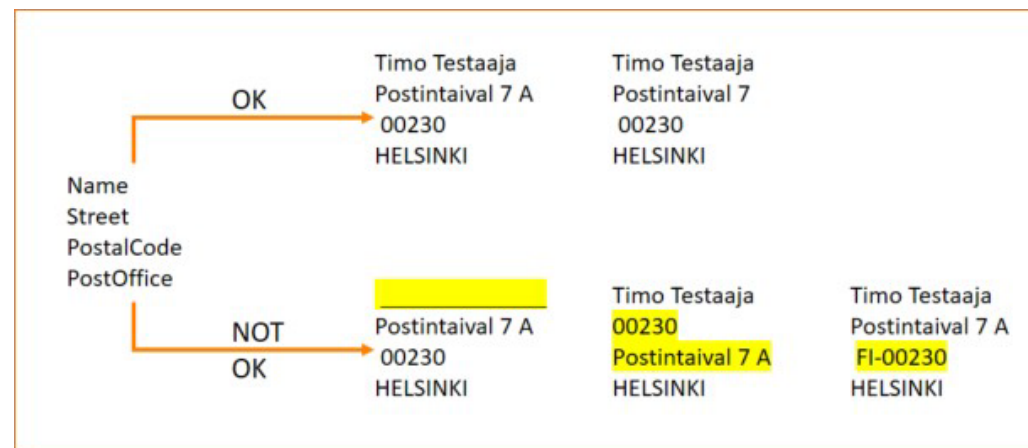 Timo Testaaja
Postintaival 7 A
00230
HELSINKI
Timo Testaaja
Postintaival 7
00230
HELSINKI
OK
Name
Street
PostalCode
PostOffice
NOT
OK
Postintaival 7 A
00230
HELSINKI
Timo Testaaja
00230
Postintaival 7 A
HELSINKI
Timo Testaaja
Postintaival 7 A
FI-00230
HELSINKI